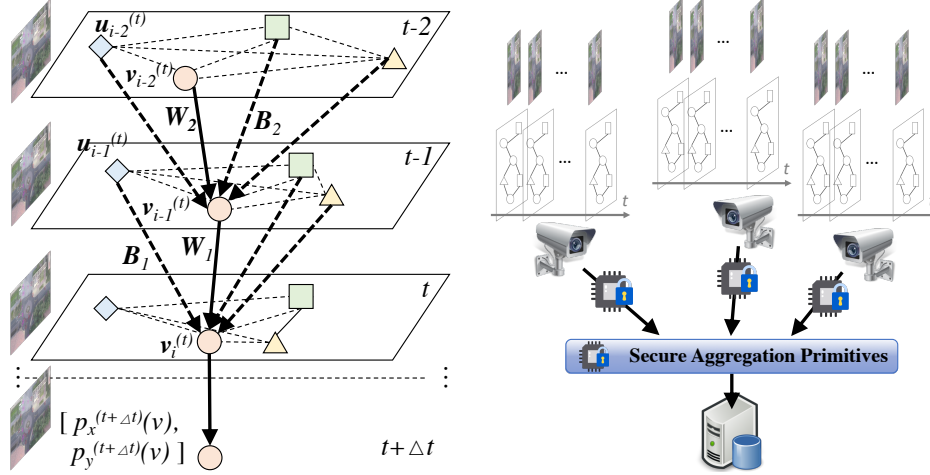 u_{i-2}^{(t)}
t-2
v_{i-2}^{(t)}
W_2
B_2
u_{i-1}^{(t)}
t-1
v_{i-1}^{(t)}
B_1
W_1
t
v_i^{(t)}
[ p_x^{(t+△t)}(v),
p_y^{(t+△t)}(v) ]
t+△t
...
...
...
...
...
...
t
t
t
Secure Aggregation Primitives